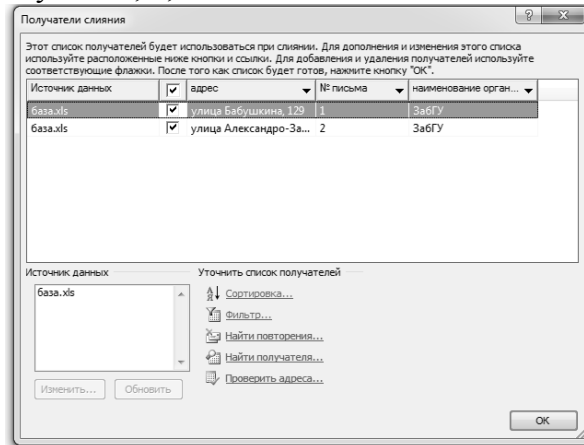 Получатели слияния
Этот список получателей будет использоваться при слиянии. Для дополнения и изменения этого списка
используйте расположенные ниже кнопки и ссылки. Для добавления и удаления получателей используйте
соответствующие флажки. После того как список будет готов, нажмите кнопку "ОК".
Источник данных адрес № письма наименование орган...
база.xls улица Бабушкина, 129 1 ЗабГУ
база.xls улица Александро-За... 2 ЗабГУ
Источник данных Уточнить список получателей
база.xls
Сортировка...
Фильтр...
Найти повторения...
Найти получателя...
Проверить адреса...
Изменить... Обновить
ОК